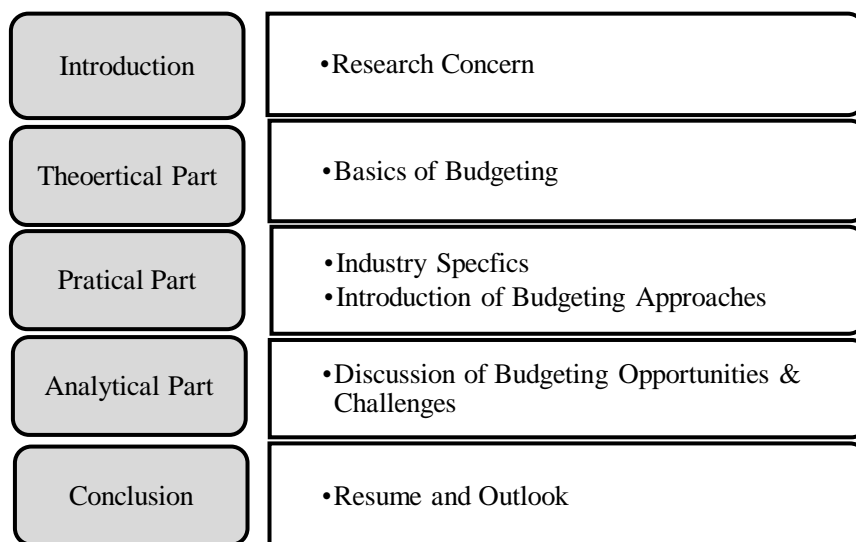 Introduction
•Research Concern
Theoertical Part
•Basics of Budgeting
Pratical Part
•Industry Specfics
•Introduction of Budgeting Approaches
Analytical Part
•Discussion of Budgeting Opportunities &
Challenges
Conclusion
•Resume and Outlook